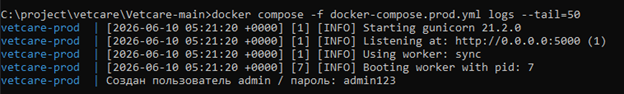 C:\project\vetcare\Vetcare-main>docker compose -f docker-compose.prod.yml logs --tail=50
vetcare-prod | [2026-06-10 05:21:20 +0000] [1] [INFO] Starting gunicorn 21.2.0
vetcare-prod | [2026-06-10 05:21:20 +0000] [1] [INFO] Listening at: http://0.0.0.0:5000 (1)
vetcare-prod | [2026-06-10 05:21:20 +0000] [1] [INFO] Using worker: sync
vetcare-prod | [2026-06-10 05:21:20 +0000] [7] [INFO] Booting worker with pid: 7
vetcare-prod | Создан пользователь admin / пароль: admin123